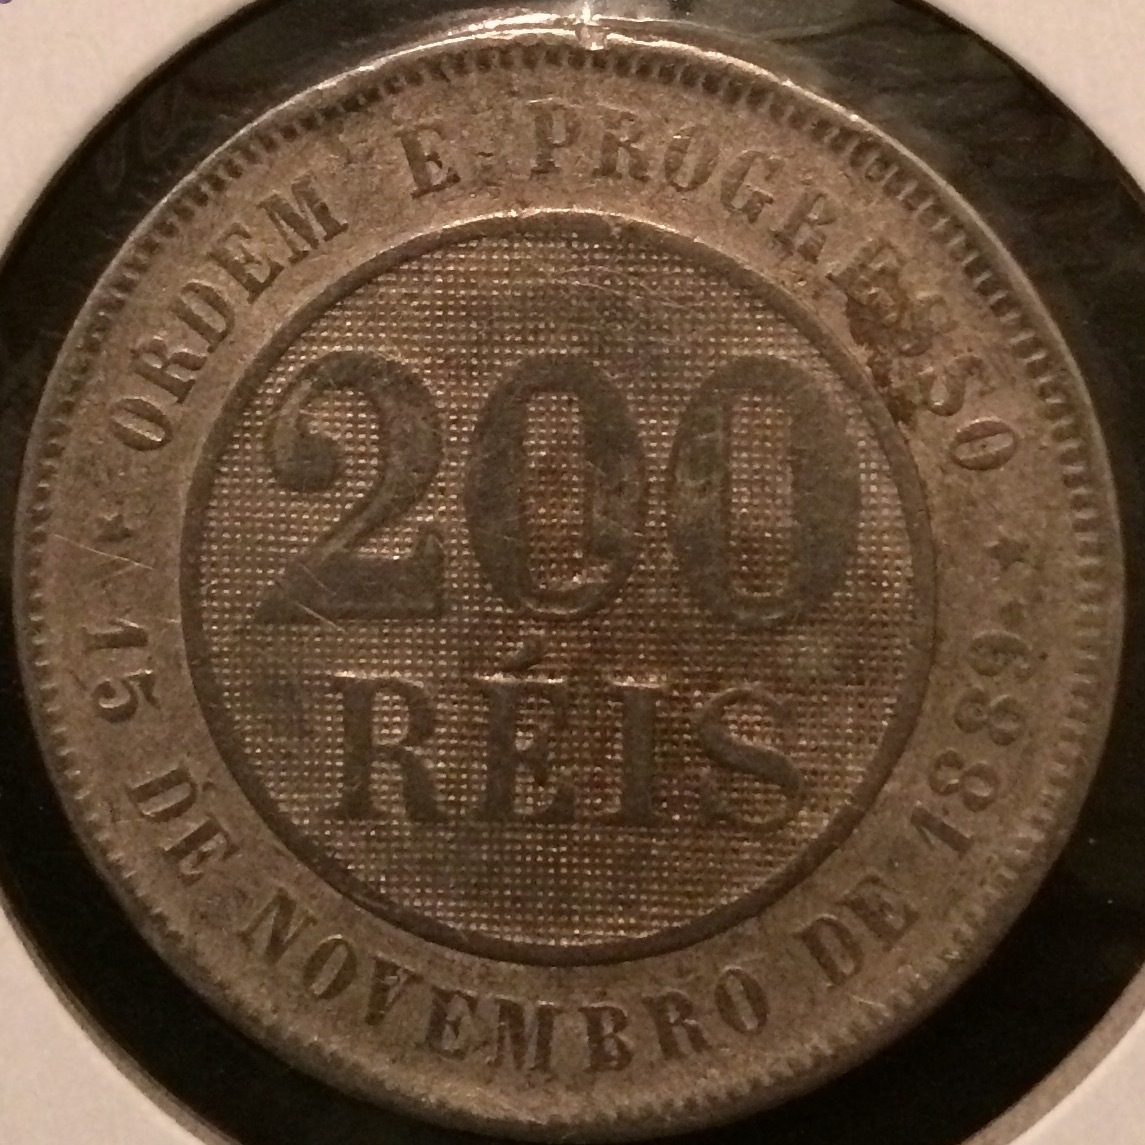 ORDEM E PROGRESSO
200
RÉIS
15 DE NOVEMBRO DE 1889